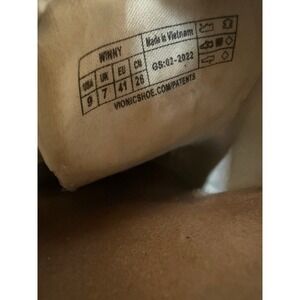 WINNY
Made in Vietnam
USA UK EU CN
9 7 41 26
GS:02-2022
VIONICSHOE.COM/PATENTS